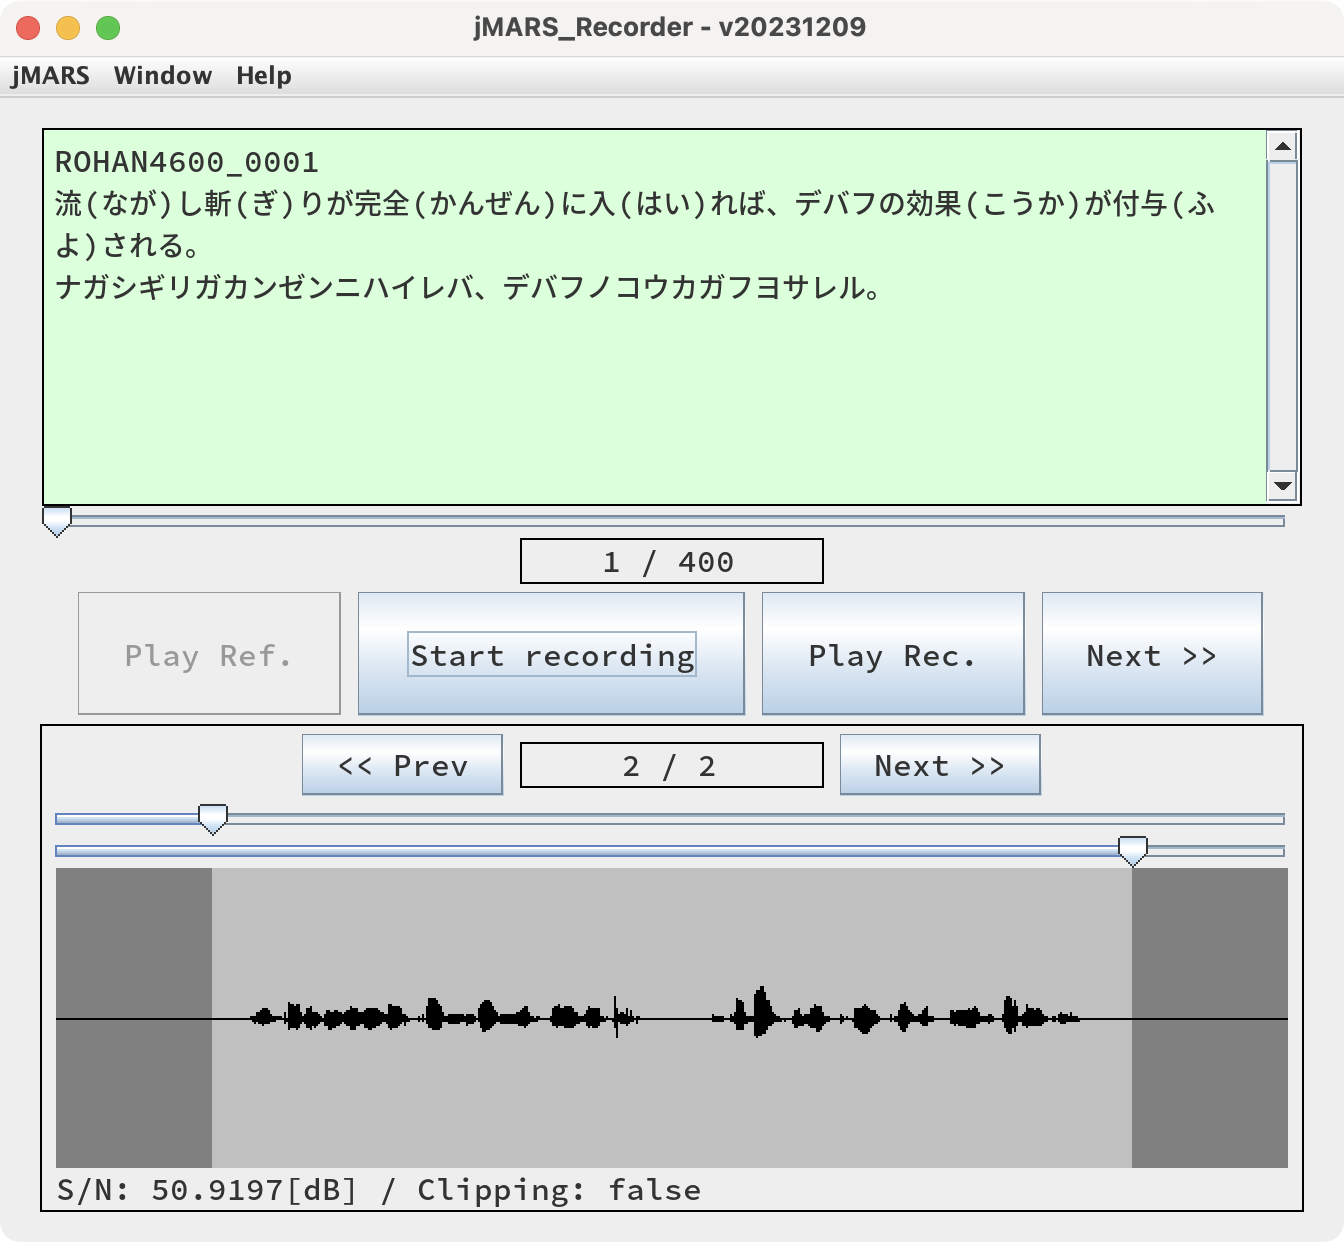 jMARS_Recorder - v20231209
jMARS Window Help
ROHAN4600_0001
流(なが)し斬(ぎ)りが完全(かんぜん)に入(はい)れば、デバフの効果(こうか)が付与(ふ
よ)される。
ナガシギリガカンゼンニハイレバ、デバフノコウカガフヨサレル。
1 / 400
Play Ref. Start recording Play Rec. Next >>
<< Prev 2 / 2 Next >>
S/N: 50.9197[dB] / Clipping: false